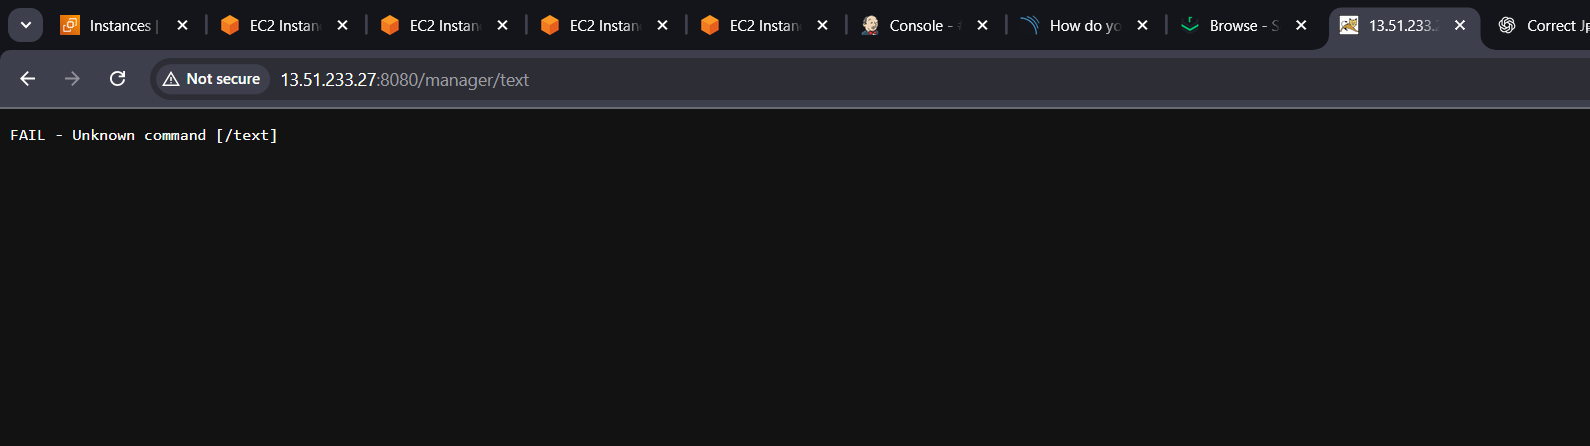 Instances |
EC2 Instan
EC2 Instan
EC2 Instan
EC2 Instan
Console -
How do yo
Browse - S
13.51.233.2
Correct Jp
Not secure
13.51.233.27:8080/manager/text
FAIL - Unknown command [/text]